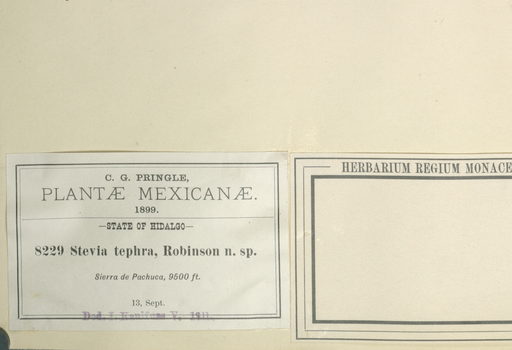 C. G. PRINGLE,
PLANTÆ MEXICANÆ.
1899.
—STATE OF HIDALGO—
8229 Stevia tephra, Robinson n. sp.
Sierra de Pachuca, 9500 ft.
13, Sept.
Ded. I.
HERBARIUM REGIUM MONACE